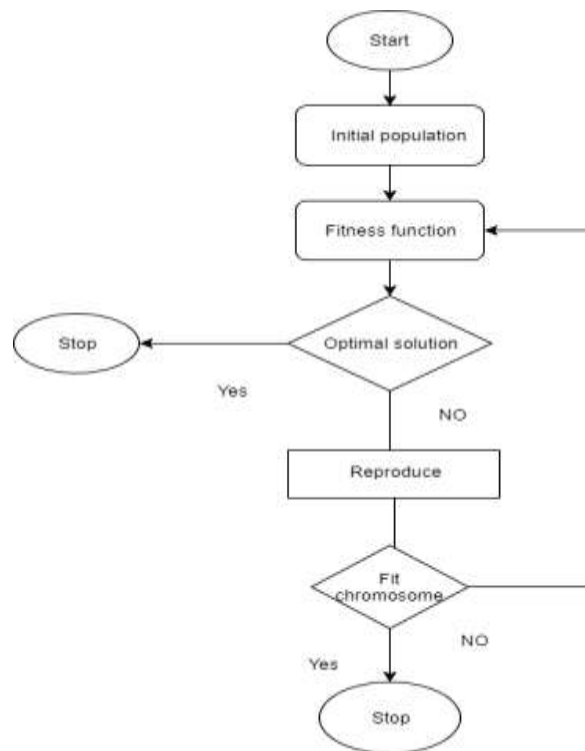 Start
Initial population
Fitness function
Optimal solution
Stop
Yes
NO
Reproduce
Fit
chromosome
NO
Yes
Stop